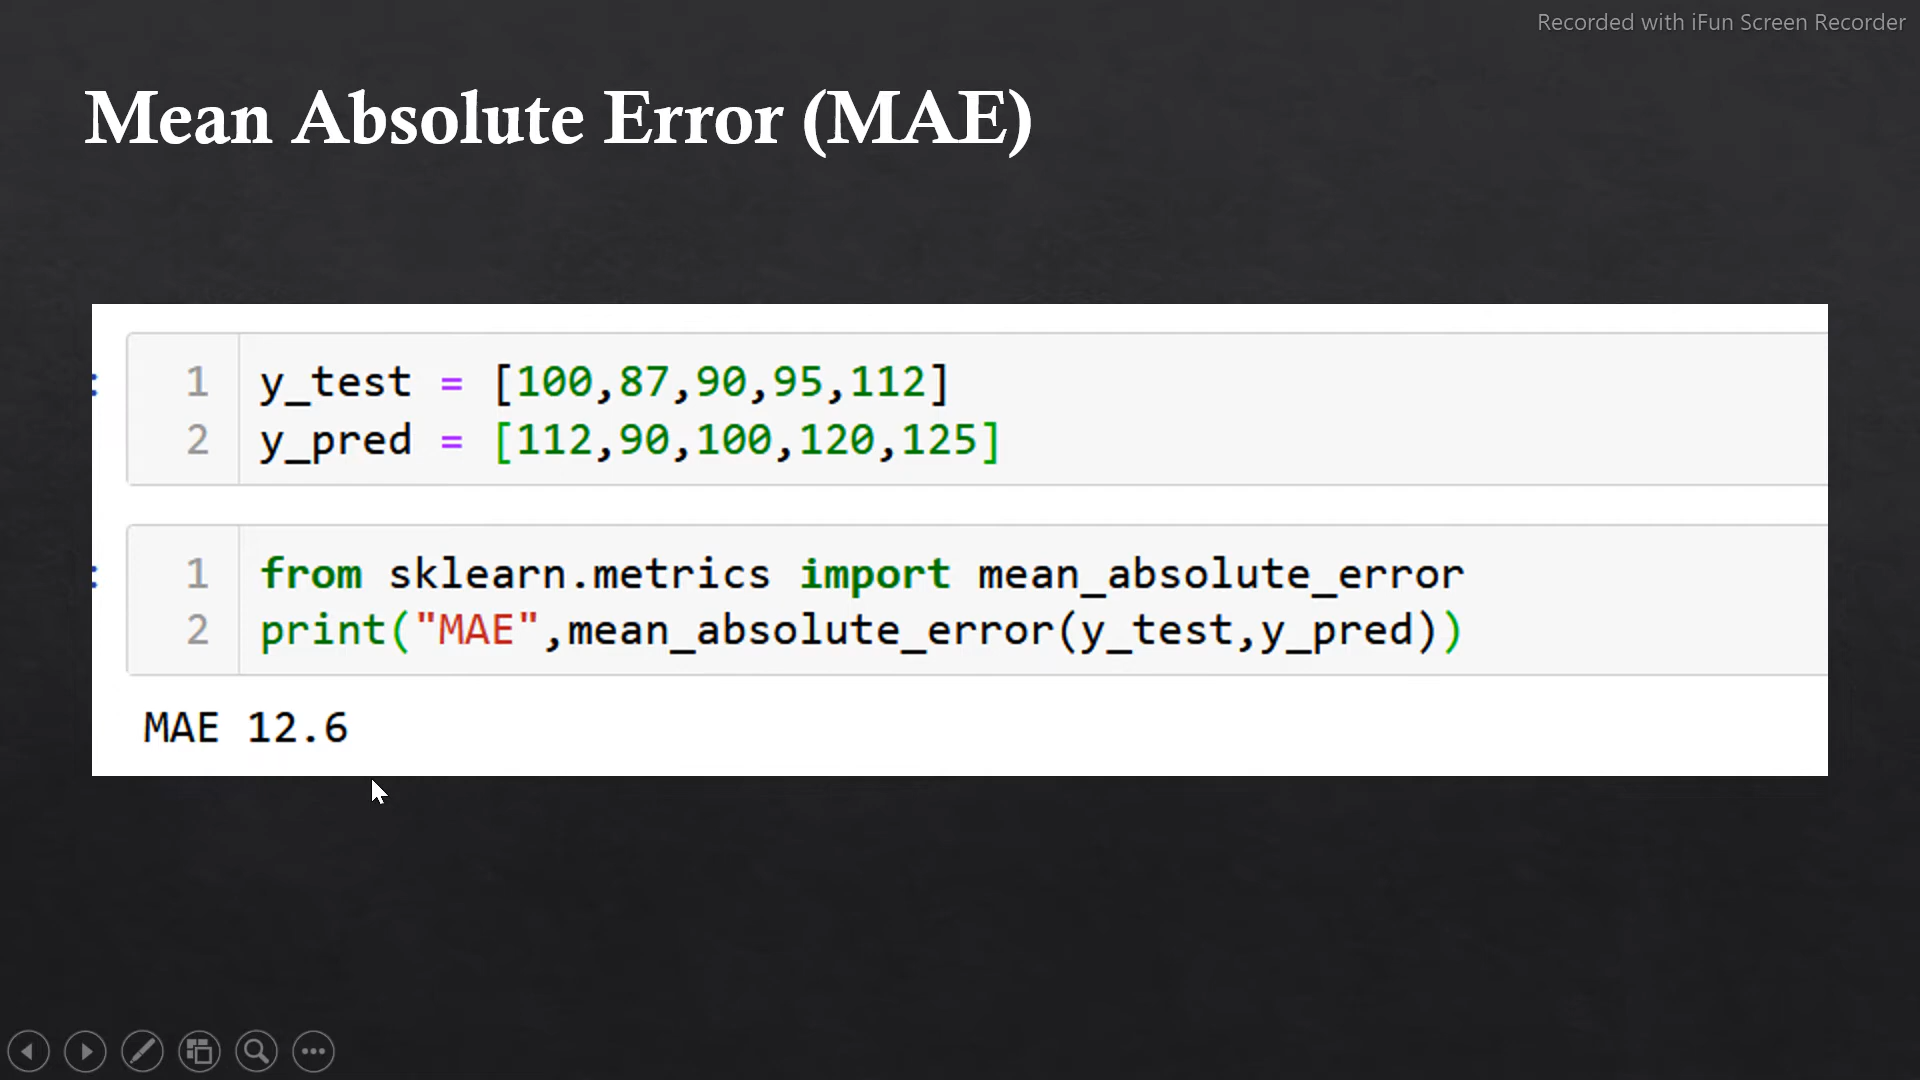 Recorded with iFun Screen Recorder
Mean Absolute Error (MAE)
1 y_test = [100,87,90,95,112]
2 y_pred = [112,90,100,120,125]
1 from sklearn.metrics import mean_absolute_error
2 print("MAE",mean_absolute_error(y_test,y_pred))
MAE 12.6